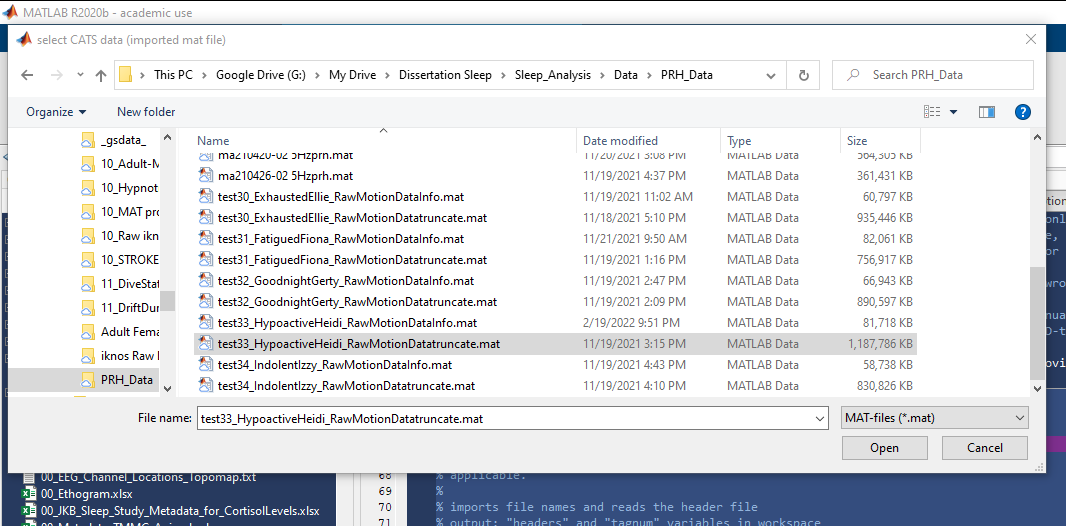 MATLAB R2020b - academic use
select CATS data (imported mat file)
This PC > Google Drive (G:) > My Drive > Dissertation Sleep > Sleep_Analysis > Data > PRH_Data
Search PRH_Data
Organize New folder
Name Date modified Type Size
_gsdata_
10_Adult-M
10_Hypnot
10_MAT pro
10_Raw ikn
10_STROKE
11_DiveStat
11_DriftDur
Adult Fema
iknos Raw I
PRH_Data
ma210420-02 5Hzprh.mat 11/20/2021 3:08 PM MATLAB Data 564,305 KB
ma210426-02 5Hzprh.mat 11/19/2021 4:37 PM MATLAB Data 361,431 KB
test30_ExhaustedEllie_RawMotionDataInfo.mat 11/19/2021 11:02 AM MATLAB Data 60,797 KB
test30_ExhaustedEllie_RawMotionDatatruncate.mat 11/18/2021 5:10 PM MATLAB Data 935,446 KB
test31_FatiguedFiona_RawMotionDataInfo.mat 11/21/2021 9:50 AM MATLAB Data 82,061 KB
test31_FatiguedFiona_RawMotionDatatruncate.mat 11/19/2021 1:16 PM MATLAB Data 756,917 KB
test32_GoodnightGerty_RawMotionDataInfo.mat 11/19/2021 2:47 PM MATLAB Data 66,943 KB
test32_GoodnightGerty_RawMotionDatatruncate.mat 11/19/2021 2:09 PM MATLAB Data 890,597 KB
test33_HypoactiveHeidi_RawMotionDataInfo.mat 2/19/2022 9:51 PM MATLAB Data 81,718 KB
test33_HypoactiveHeidi_RawMotionDatatruncate.mat 11/19/2021 3:15 PM MATLAB Data 1,187,786 KB
test34_IndolentIzzy_RawMotionDataInfo.mat 11/19/2021 4:43 PM MATLAB Data 58,738 KB
test34_IndolentIzzy_RawMotionDatatruncate.mat 11/19/2021 4:10 PM MATLAB Data 830,826 KB
File name: test33_HypoactiveHeidi_RawMotionDatatruncate.mat MAT-files (*.mat)
Open Cancel
00_EEG_Channel_Locations_Topomap.txt
00_Ethogram.xlsx
00_JKB_Sleep_Study_Metadata_for_CortisolLevels.xlsx
68 % applicable.
69 %
70 % imports file names and reads the header file
71 % output: "headers" and "tagnum" variables in workspace